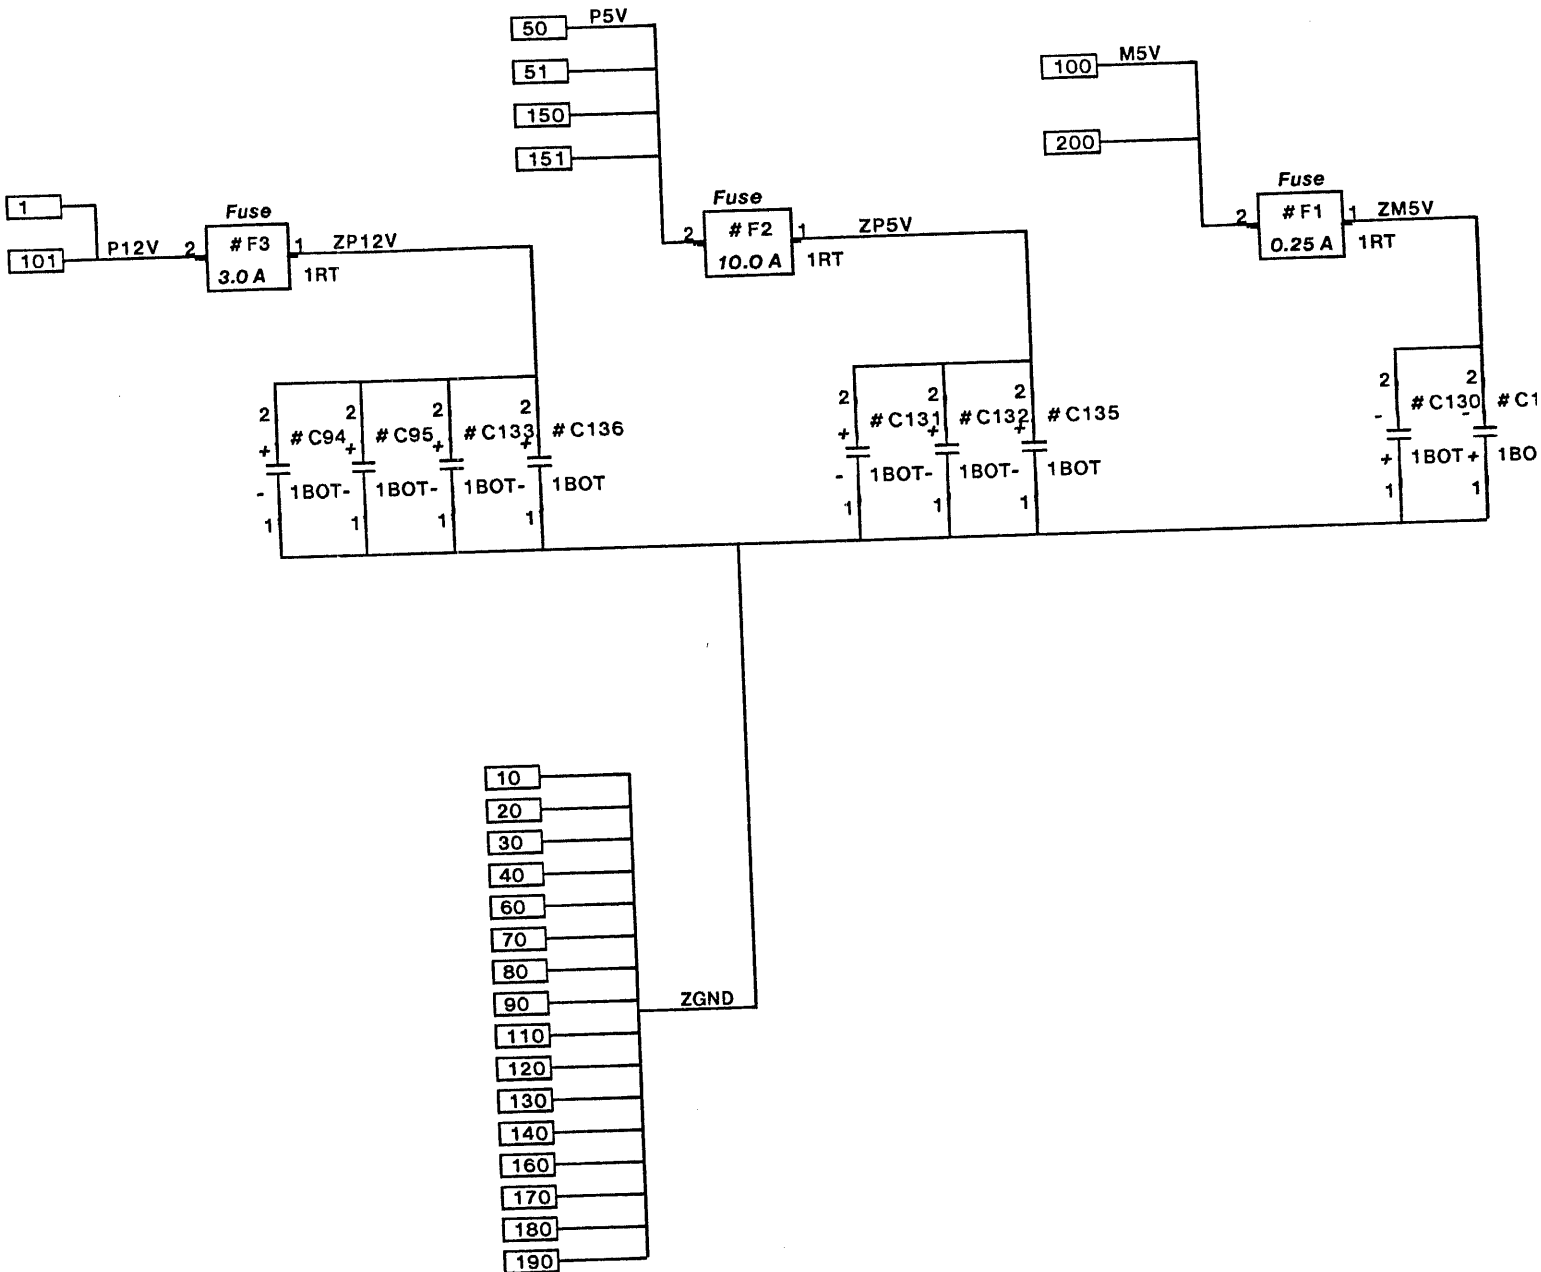 50 P5V
51
150
151
100 M5V
200
1
101 P12V
Fuse
2 # F3 1 ZP12V
3.0 A 1RT
Fuse
2 # F2 1 ZP5V
10.0 A 1RT
Fuse
2 # F1 1 ZM5V
0.25 A 1RT
2 2 2 2
# C94 # C95 # C133 # C136
+ + + +
- 1BOT - 1BOT - 1BOT - 1BOT
1 1 1 1
2 2 2
# C131 # C132 # C135
+ + +
- 1BOT - 1BOT - 1BOT
1 1 1
2 2
- # C130 - # C1
+ 1BOT + 1BO
1 1
10
20
30
40
60
70
80
90
ZGND
110
120
130
140
160
170
180
190